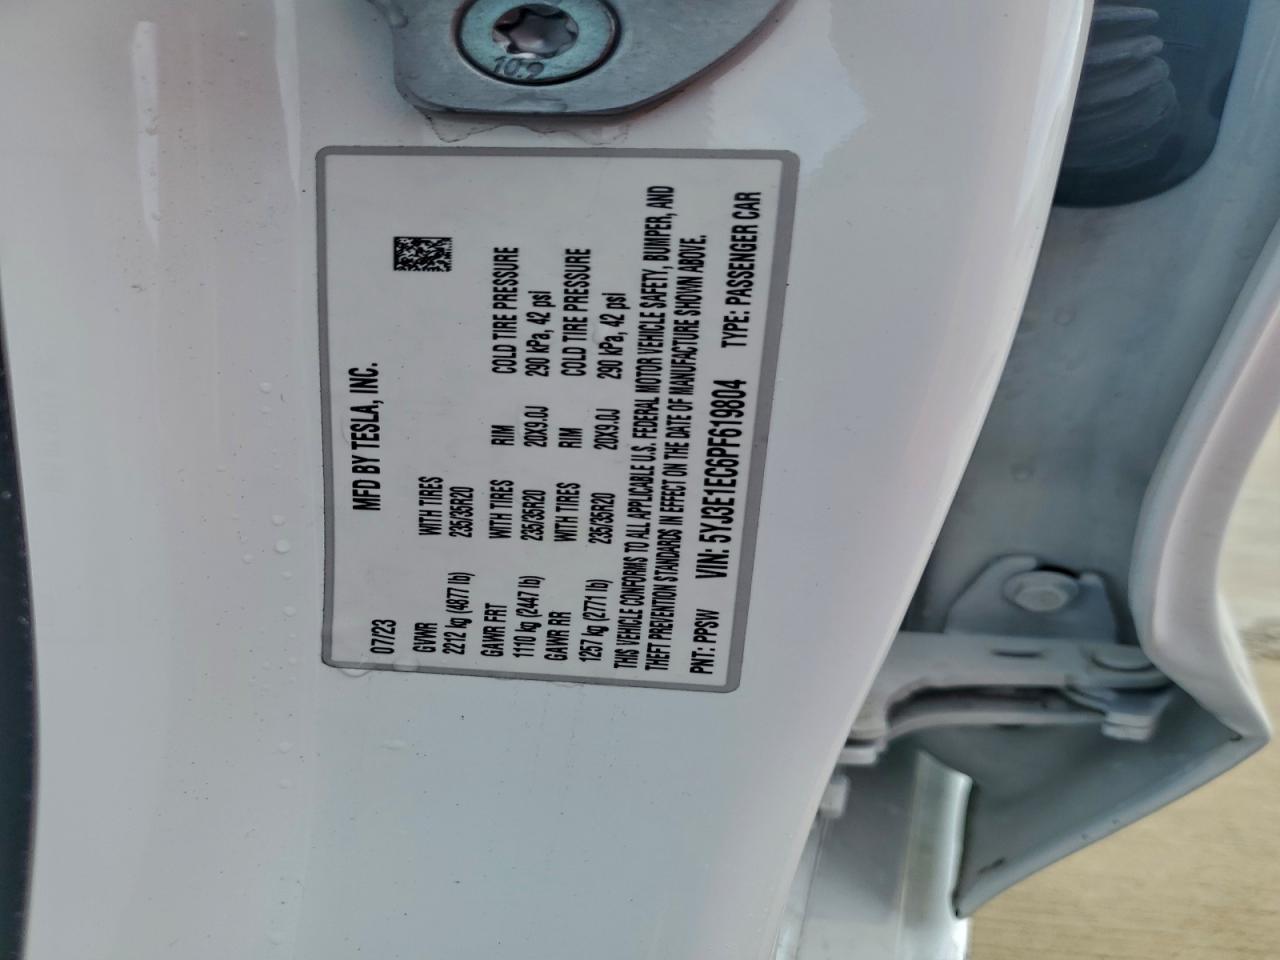 10.9
MFD BY TESLA, INC.
07/23
GVWR WITH TIRES
2212 kg (4877 lb) 235/35R20
GAWR FRT WITH TIRES RIM COLD TIRE PRESSURE
1110 kg (2447 lb) 235/35R20 20X9.0J 290 kPa, 42 psi
GAWR RR WITH TIRES RIM COLD TIRE PRESSURE
1257 kg (2771 lb) 235/35R20 20X9.0J 290 kPa, 42 psi
THIS VEHICLE CONFORMS TO ALL APPLICABLE U.S. FEDERAL MOTOR VEHICLE SAFETY, BUMPER, AND
THEFT PREVENTION STANDARDS IN EFFECT ON THE DATE OF MANUFACTURE SHOWN ABOVE.
PNT: PPSW VIN: 5YJ3E1EC6PF619804 TYPE: PASSENGER CAR